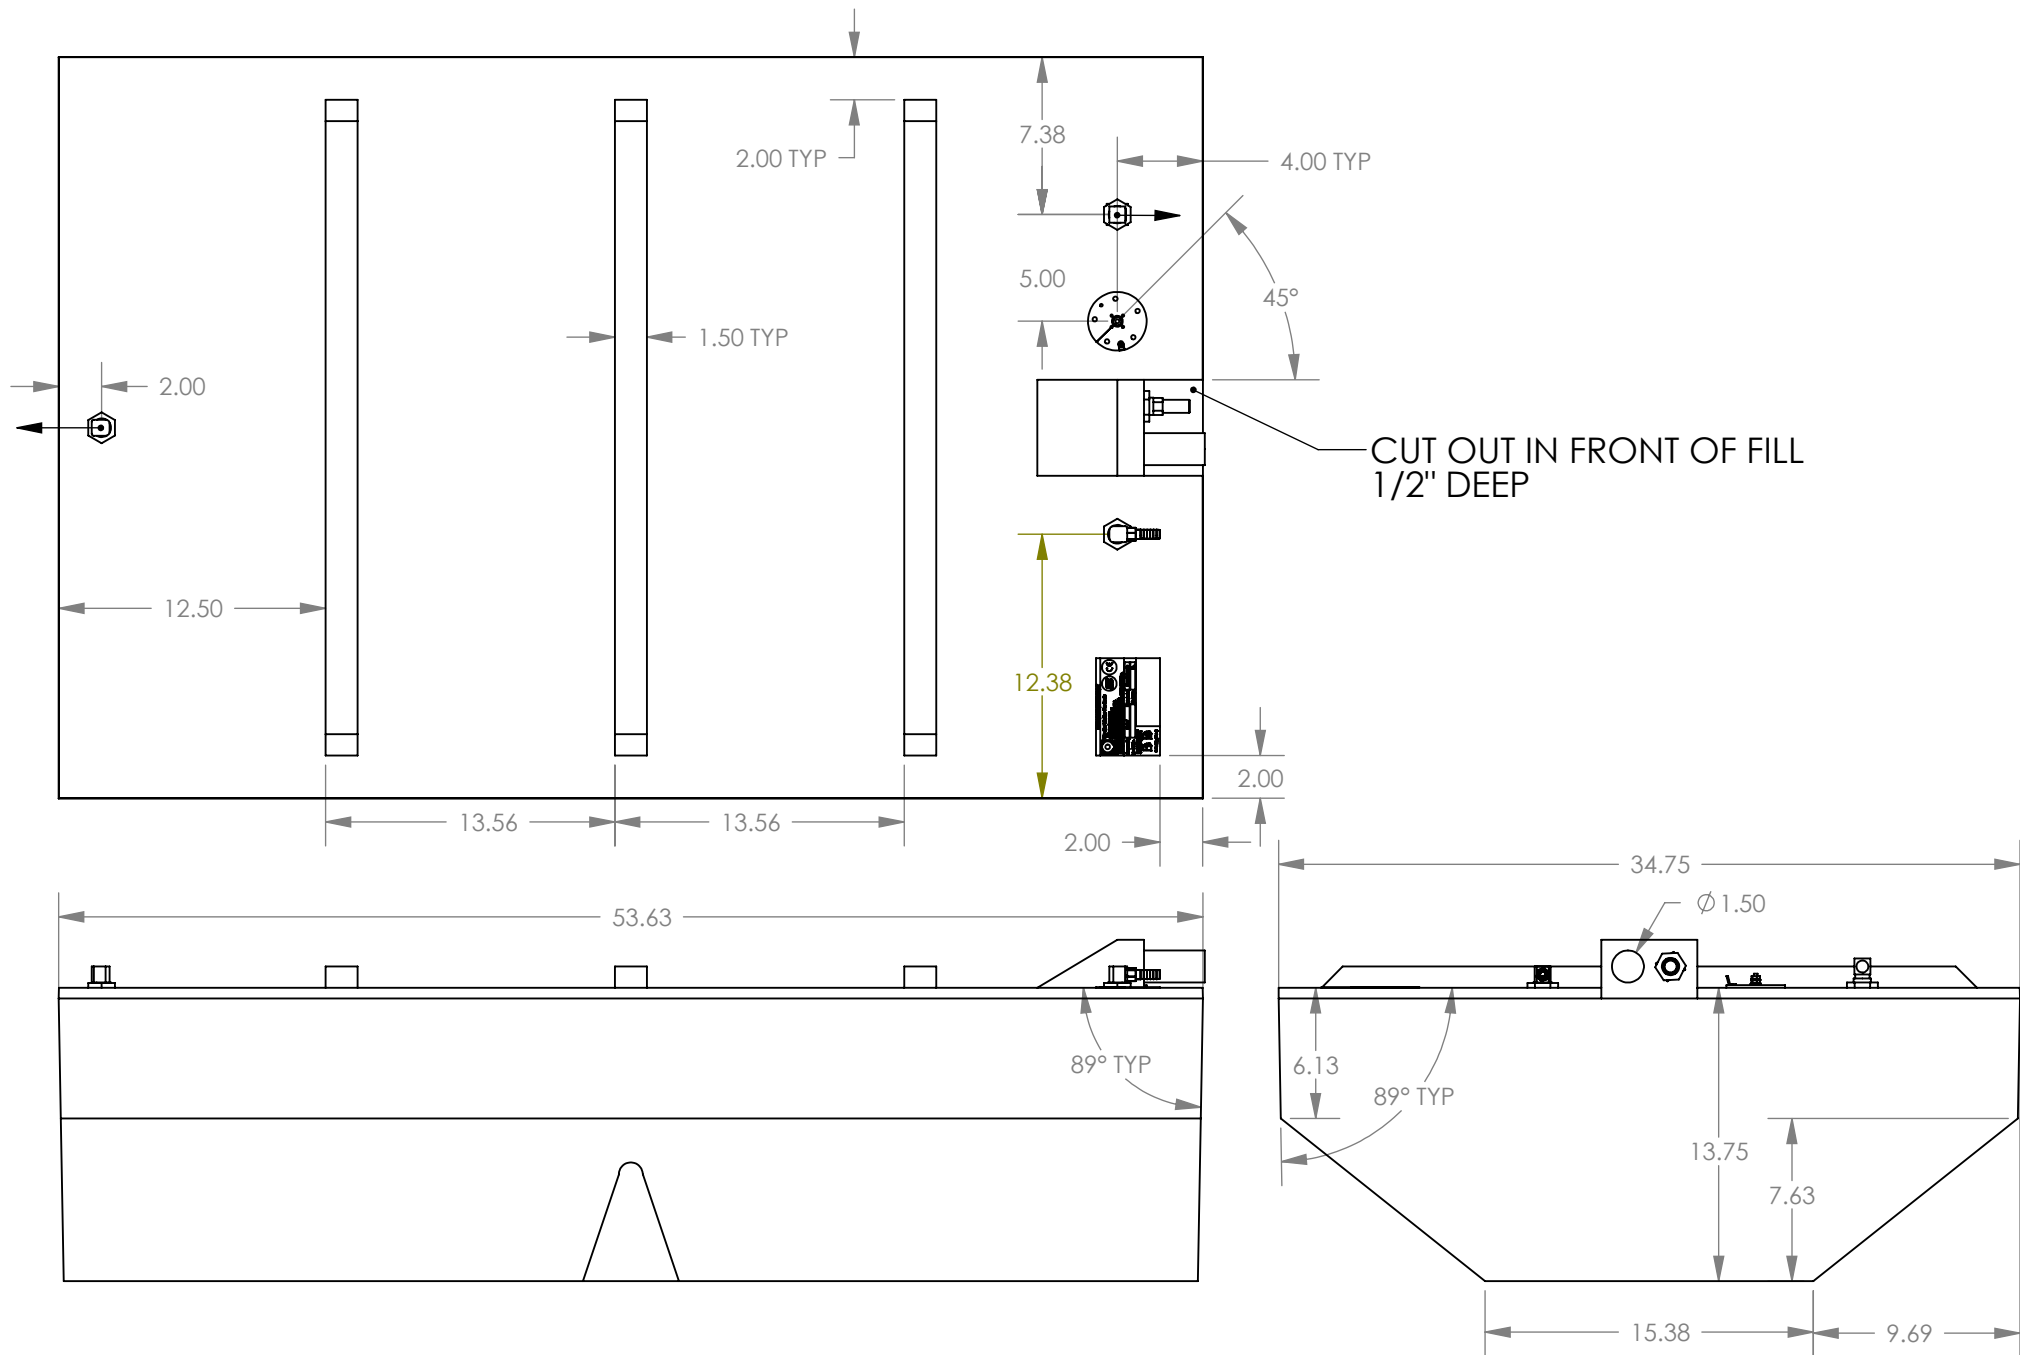 7.38
2.00 TYP
4.00 TYP
5.00
45°
1.50 TYP
2.00
CUT OUT IN FRONT OF FILL
1/2" DEEP
12.50
12.38
2.00
13.56
13.56
2.00
34.75
53.63
Ø1.50
89° TYP
6.13
89° TYP
13.75
7.63
15.38
9.69